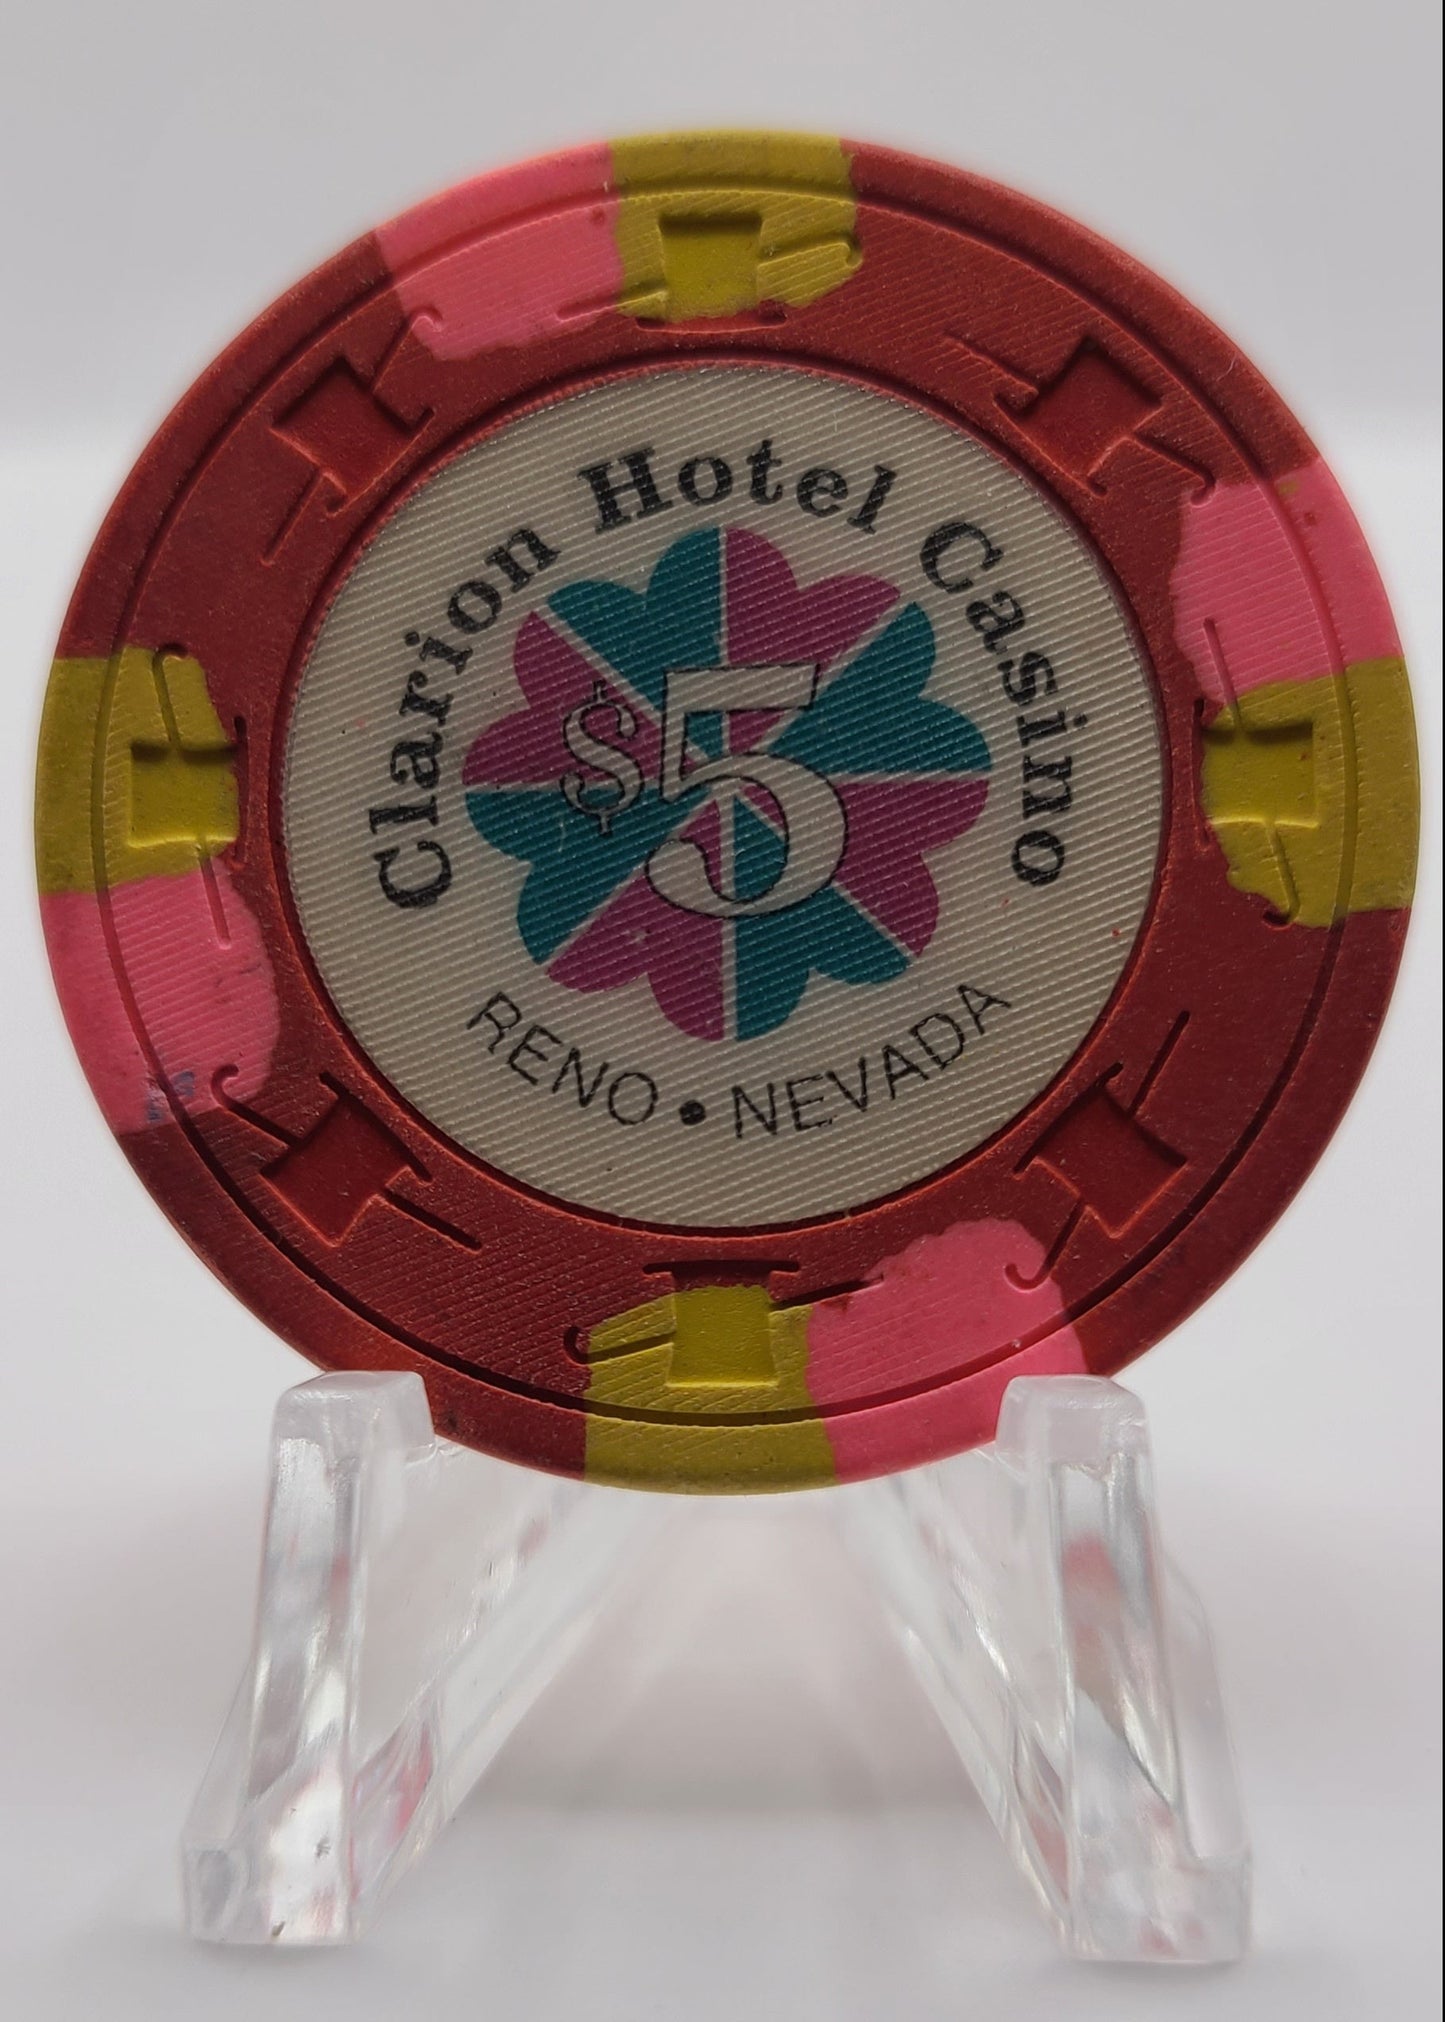 Clarion Hotel Casino
$5
RENO • NEVADA